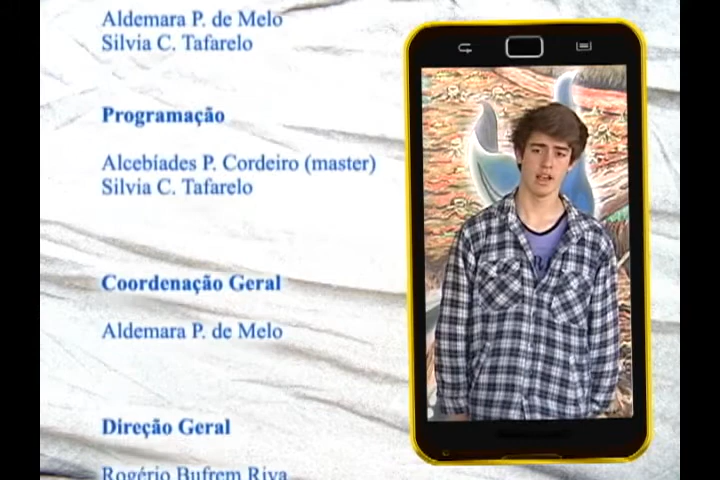 Aldemara P. de Melo
Silvia C. Tafarelo
Programação
Alcebíades P. Cordeiro (master)
Silvia C. Tafarelo
Coordenação Geral
Aldemara P. de Melo
Direção Geral
Rogério Bufrem Riva